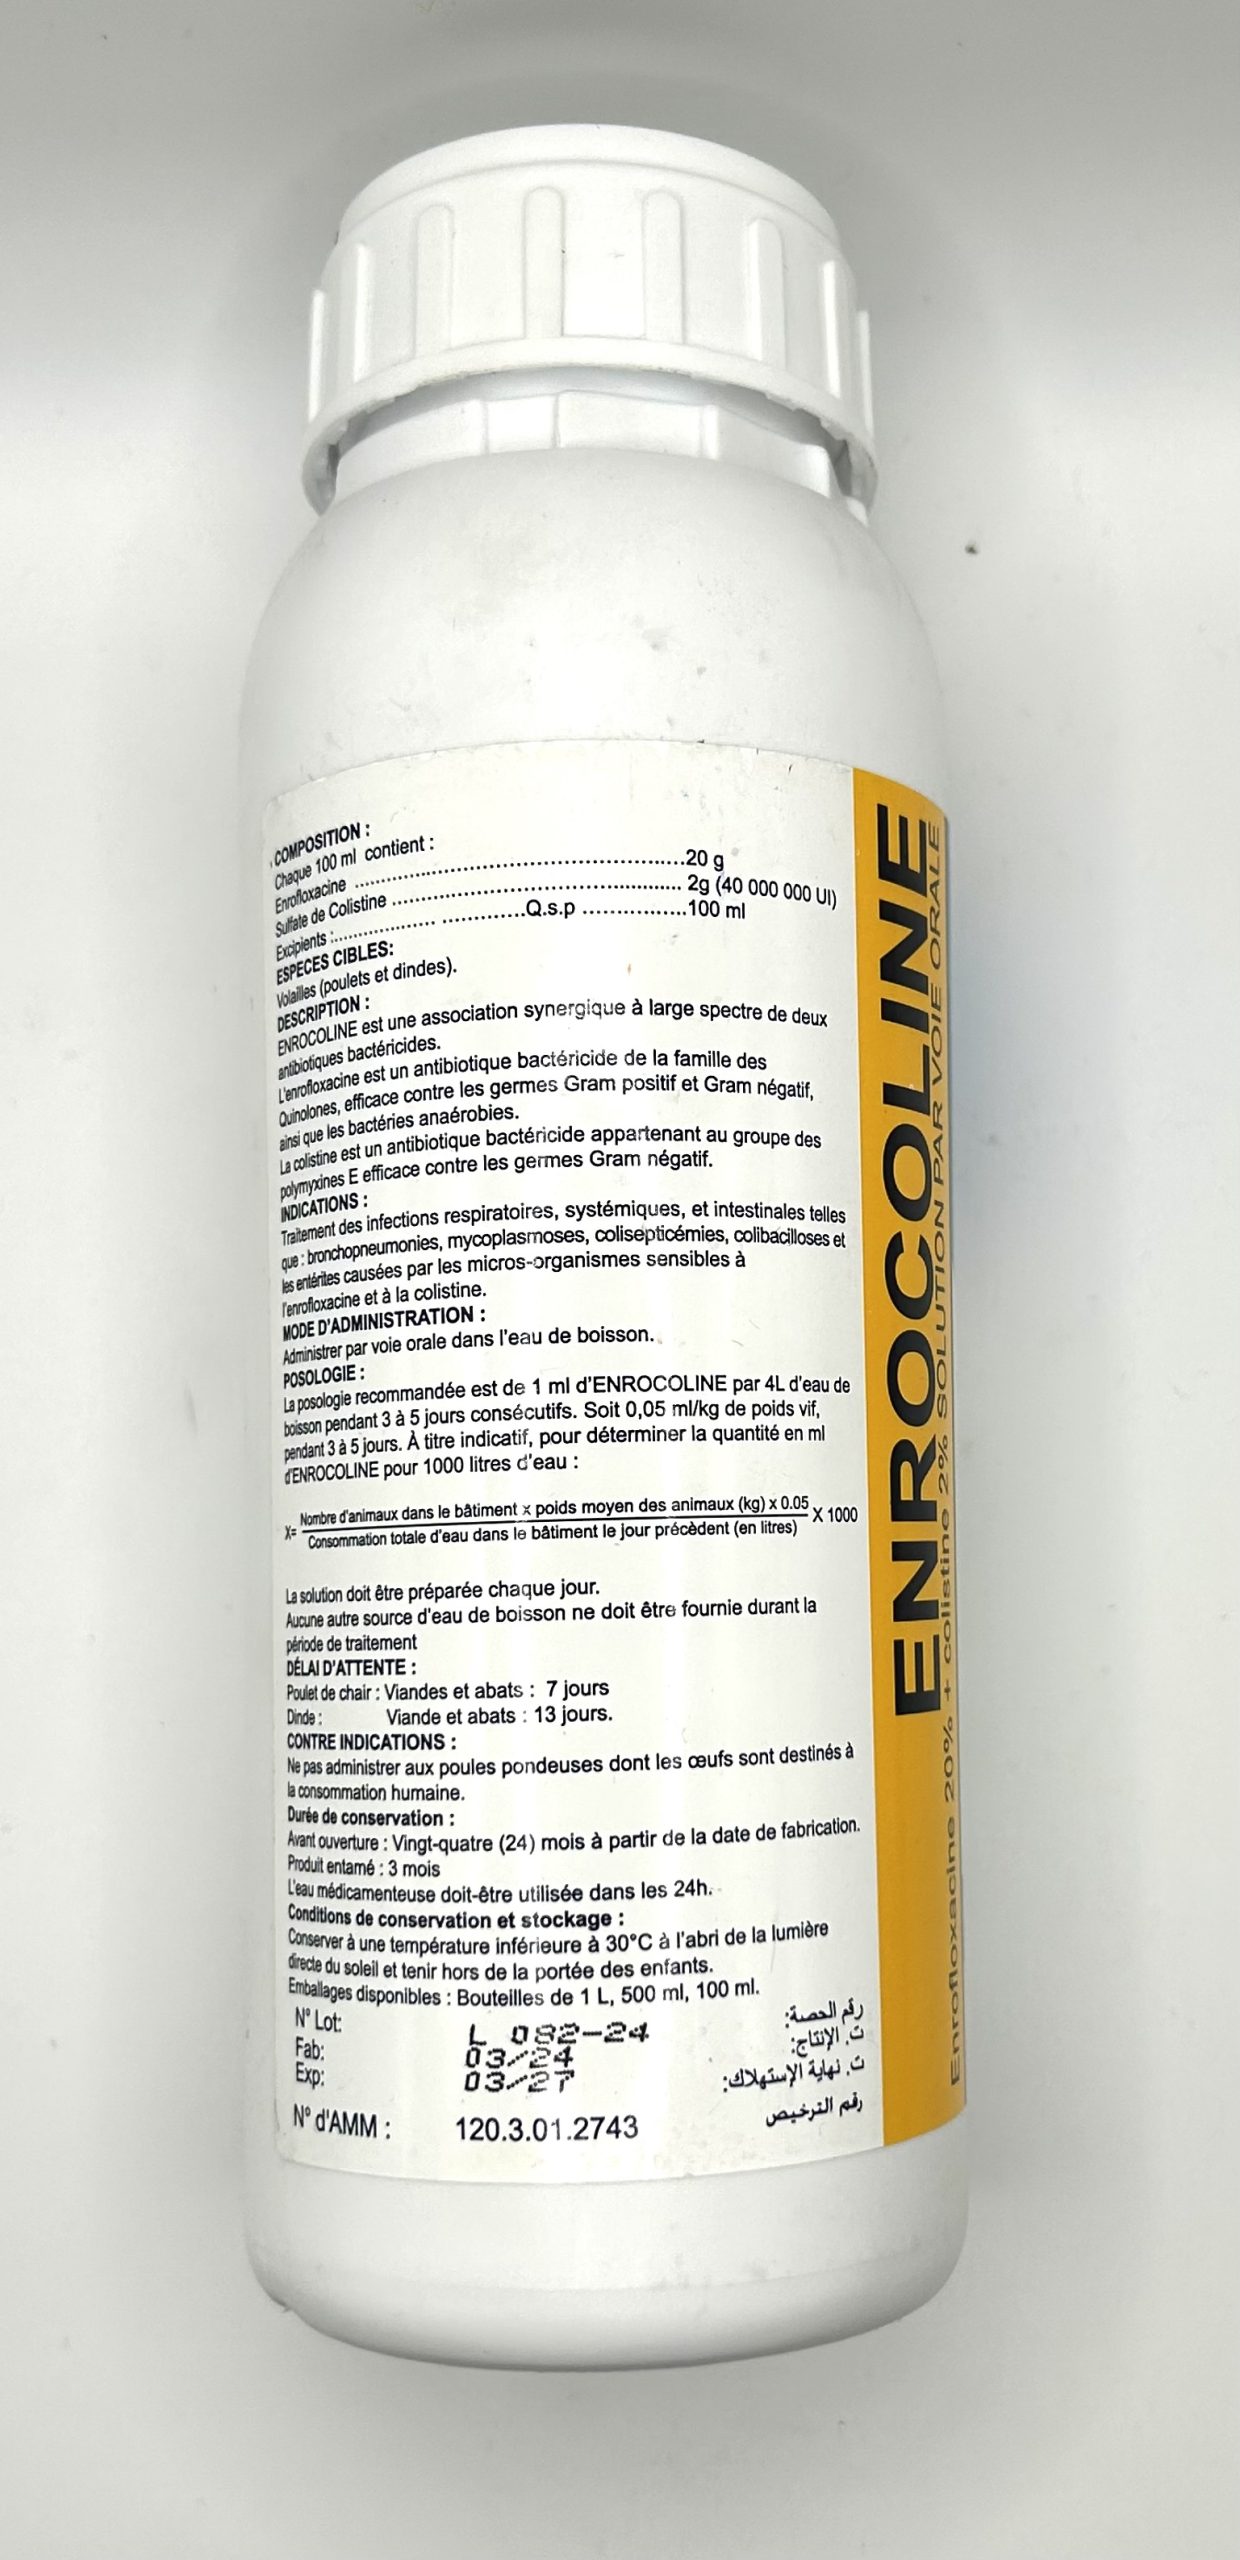 COMPOSITION :
Chaque 100 ml contient :
Enrofloxacine ........................................................20 g
Sulfate de Colistine .................................................. 2g (40 000 000 UI)
Excipients :.................... ..............Q.s.p .................100 ml
ESPECES CIBLES:
Volailles (poulets et dindes).
DESCRIPTION :
ENROCOLINE est une association synergique à large spectre de deux
antibiotiques bactéricides.
L'enrofloxacine est un antibiotique bactéricide de la famille des
Quinolones, efficace contre les germes Gram positif et Gram négatif,
ainsi que les bactéries anaérobies.
La colistine est un antibiotique bactéricide appartenant au groupe des
polymyxines E efficace contre les germes Gram négatif.
INDICATIONS :
Traitement des infections respiratoires, systémiques, et intestinales telles
que : bronchopneumonies, mycoplasmoses, colisepticémies, colibacilloses et
les entérites causées par les micros-organismes sensibles à
l'enrofloxacine et à la colistine.
MODE D'ADMINISTRATION :
Administrer par voie orale dans l'eau de boisson.
POSOLOGIE :
La posologie recommandée est de 1 ml d'ENROCOLINE par 4L d'eau de
boisson pendant 3 à 5 jours consécutifs. Soit 0,05 ml/kg de poids vif,
pendant 3 à 5 jours. À titre indicatif, pour déterminer la quantité en ml
d'ENROCOLINE pour 1000 litres d'eau :
Nombre d'animaux dans le bâtiment x poids moyen des animaux (kg) x 0.05
X= X 1000
Consommation totale d'eau dans le bâtiment le jour précèdent (en litres)
La solution doit être préparée chaque jour.
Aucune autre source d'eau de boisson ne doit être fournie durant la
période de traitement
DÉLAI D'ATTENTE :
Poulet de chair : Viandes et abats : 7 jours
Dinde : Viande et abats : 13 jours.
CONTRE INDICATIONS :
Ne pas administrer aux poules pondeuses dont les œufs sont destinés à
la consommation humaine.
Durée de conservation :
Avant ouverture : Vingt-quatre (24) mois à partir de la date de fabrication.
Produit entamé : 3 mois
L'eau médicamenteuse doit-être utilisée dans les 24h.
Conditions de conservation et stockage :
Conserver à une température inférieure à 30°C à l'abri de la lumière
directe du soleil et tenir hors de la portée des enfants.
Emballages disponibles : Bouteilles de 1 L, 500 ml, 100 ml.
N° Lot: L 082-24 رقم الحصة:
Fab: 03/24 ت. الإنتاج:
Exp: 03/27 ت. نهاية الإستهلاك:
N° d'AMM : 120.3.01.2743 رقم الترخيص
ENROCOLINE
Enrofloxacine 20% + colistine 2% SOLUTION PAR VOIE ORALE